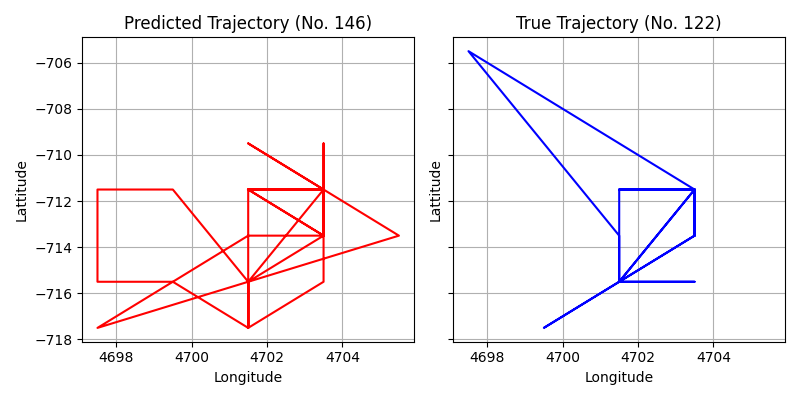 Predicted Trajectory (No. 146)
True Trajectory (No. 122)
−706
−708
−710
−712
−714
−716
−718
4698
4700
4702
4704
4698
4700
4702
4704
Longitude
Longitude
Lattitude
Lattitude